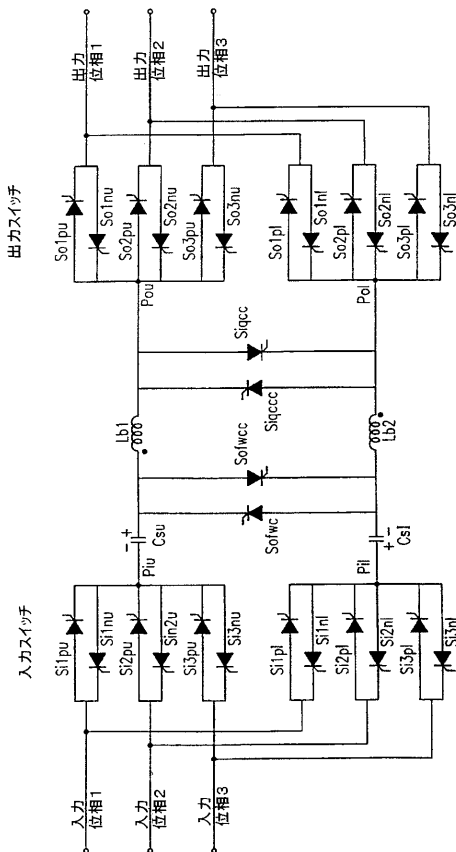 入力スイッチ
出力スイッチ
入力
位相1
入力
位相2
入力
位相3
Si1pu
Si1nu
Si2pu
Sin2u
Si3pu
Si3nu
Piu
- +
Csu
Lb1
Pou
So1pu
So1nu
So2pu
So2nu
So3pu
So3nu
出力
位相1
出力
位相2
出力
位相3
Sofwc
Sofwcc
Siqccc
Siqcc
Si1pl
Si1nl
Si2pl
Si2nl
Si3pl
Si3nl
Pil
+ -
Csl
Lb2
Pol
So1pl
So1nl
So2pl
So2nl
So3pl
So3nl